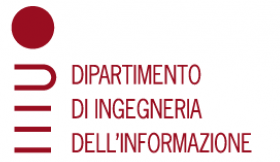 DIPARTIMENTO
DI INGEGNERIA
DELL'INFORMAZIONE